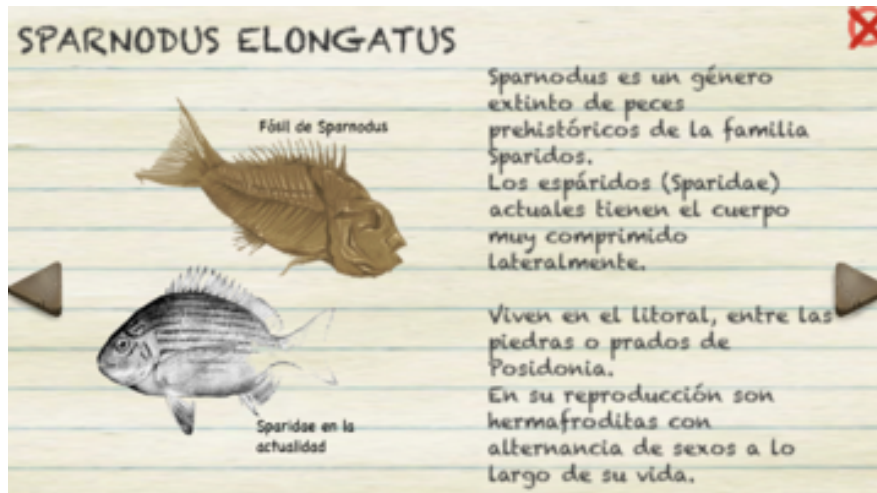 SPARNODUS ELONGATUS
Fósil de Sparnodus
Sparidae en la
actualidad
Sparnodus es un género
extinto de peces
prehistóricos de la familia
Sparidos.
Los espáridos (Sparidae)
actuales tienen el cuerpo
muy comprimido
lateralmente.
Viven en el litoral, entre las
piedras o prados de
Posidonia.
En su reproducción son
hermafroditas con
alternancia de sexos a lo
largo de su vida.